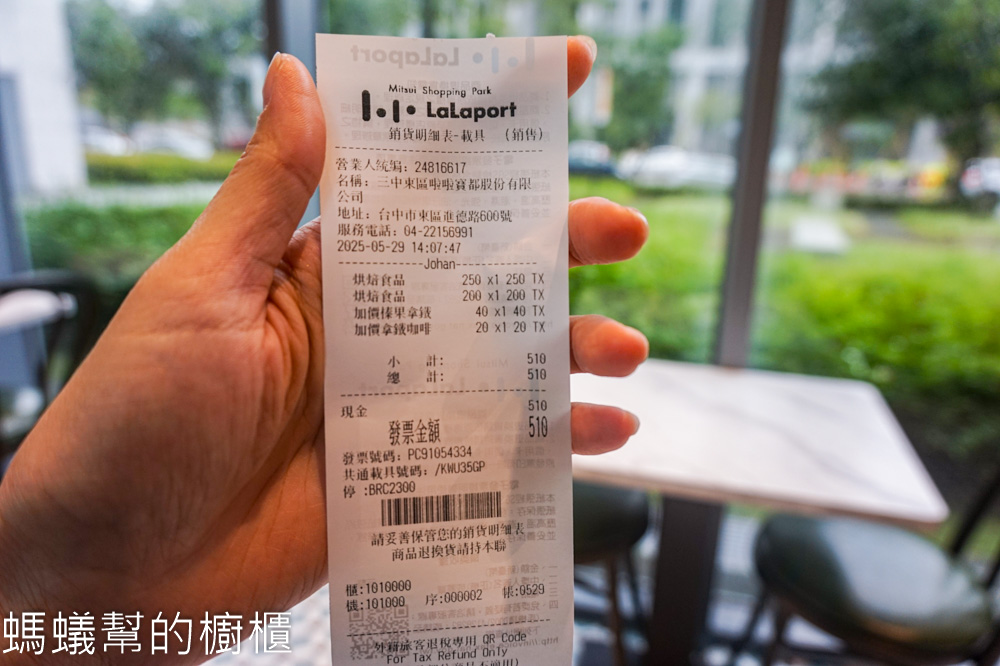 Mitsui Shopping Park
LaLaport
銷貨明細表-載具 (銷售)
營業人統編: 24816617
名稱: 三中東區啦啦寶都股份有限
公司
地址: 台中市東區進德路600號
服務電話: 04-22156991
2025-05-29 14:07:47
Johan
烘焙食品 250 x1 250 TX
烘焙食品 200 x1 200 TX
加價榛果拿鐵 40 x1 40 TX
加價拿鐵咖啡 20 x1 20 TX
小 計: 510
總 計: 510
現金 510
發票金額 510
發票號碼: PC91054334
共通載具號碼: /KWU35GP
停 :BRC2300
請妥善保管您的銷貨明細表
商品退換貨請持本聯
櫃:1010000
機:101000 序:000002 帳:0529
外籍旅客退稅專用 QR Code
For Tax Refund Only
螞蟻幫的櫥櫃